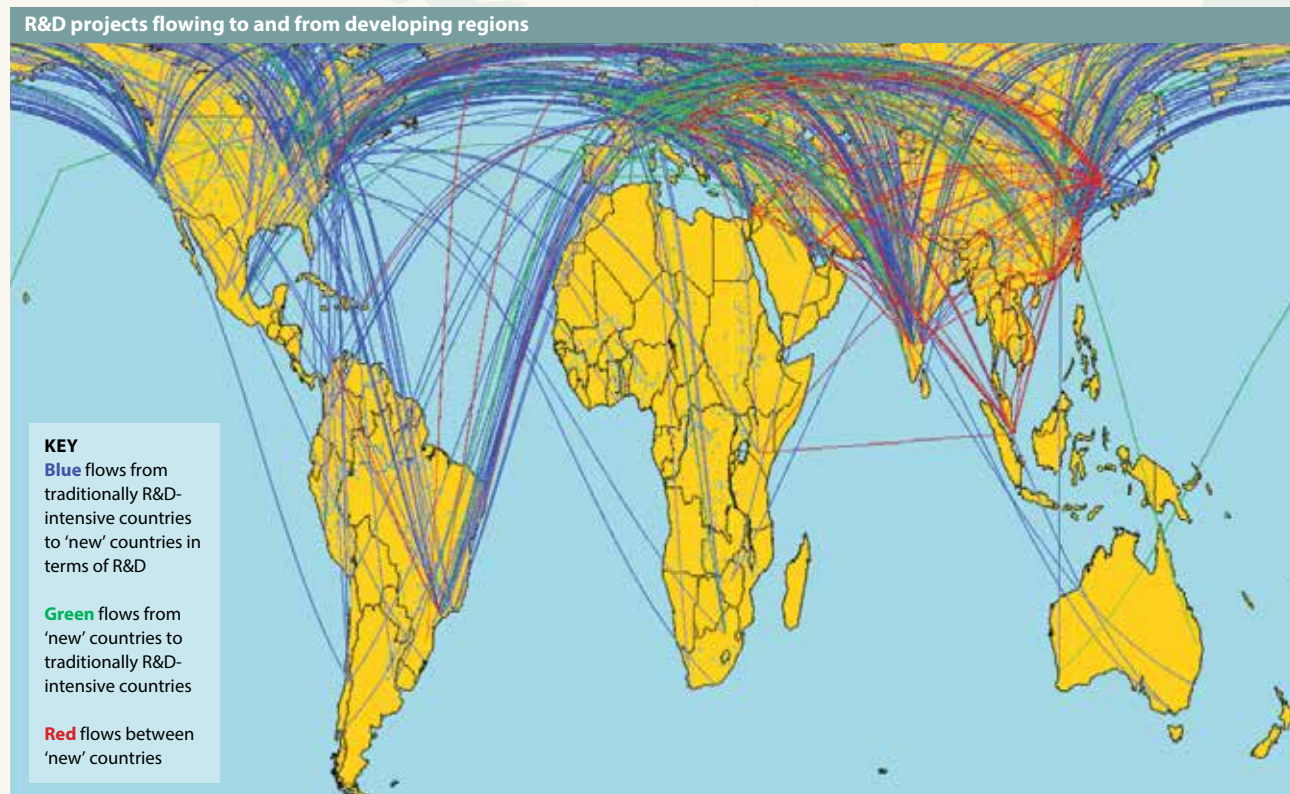 R&D projects flowing to and from developing regions
KEY
Blue flows from
traditionally R&D-
intensive countries
to ‘new’ countries in
terms of R&D
Green flows from
‘new’ countries to
traditionally R&D-
intensive countries
Red flows between
‘new’ countries